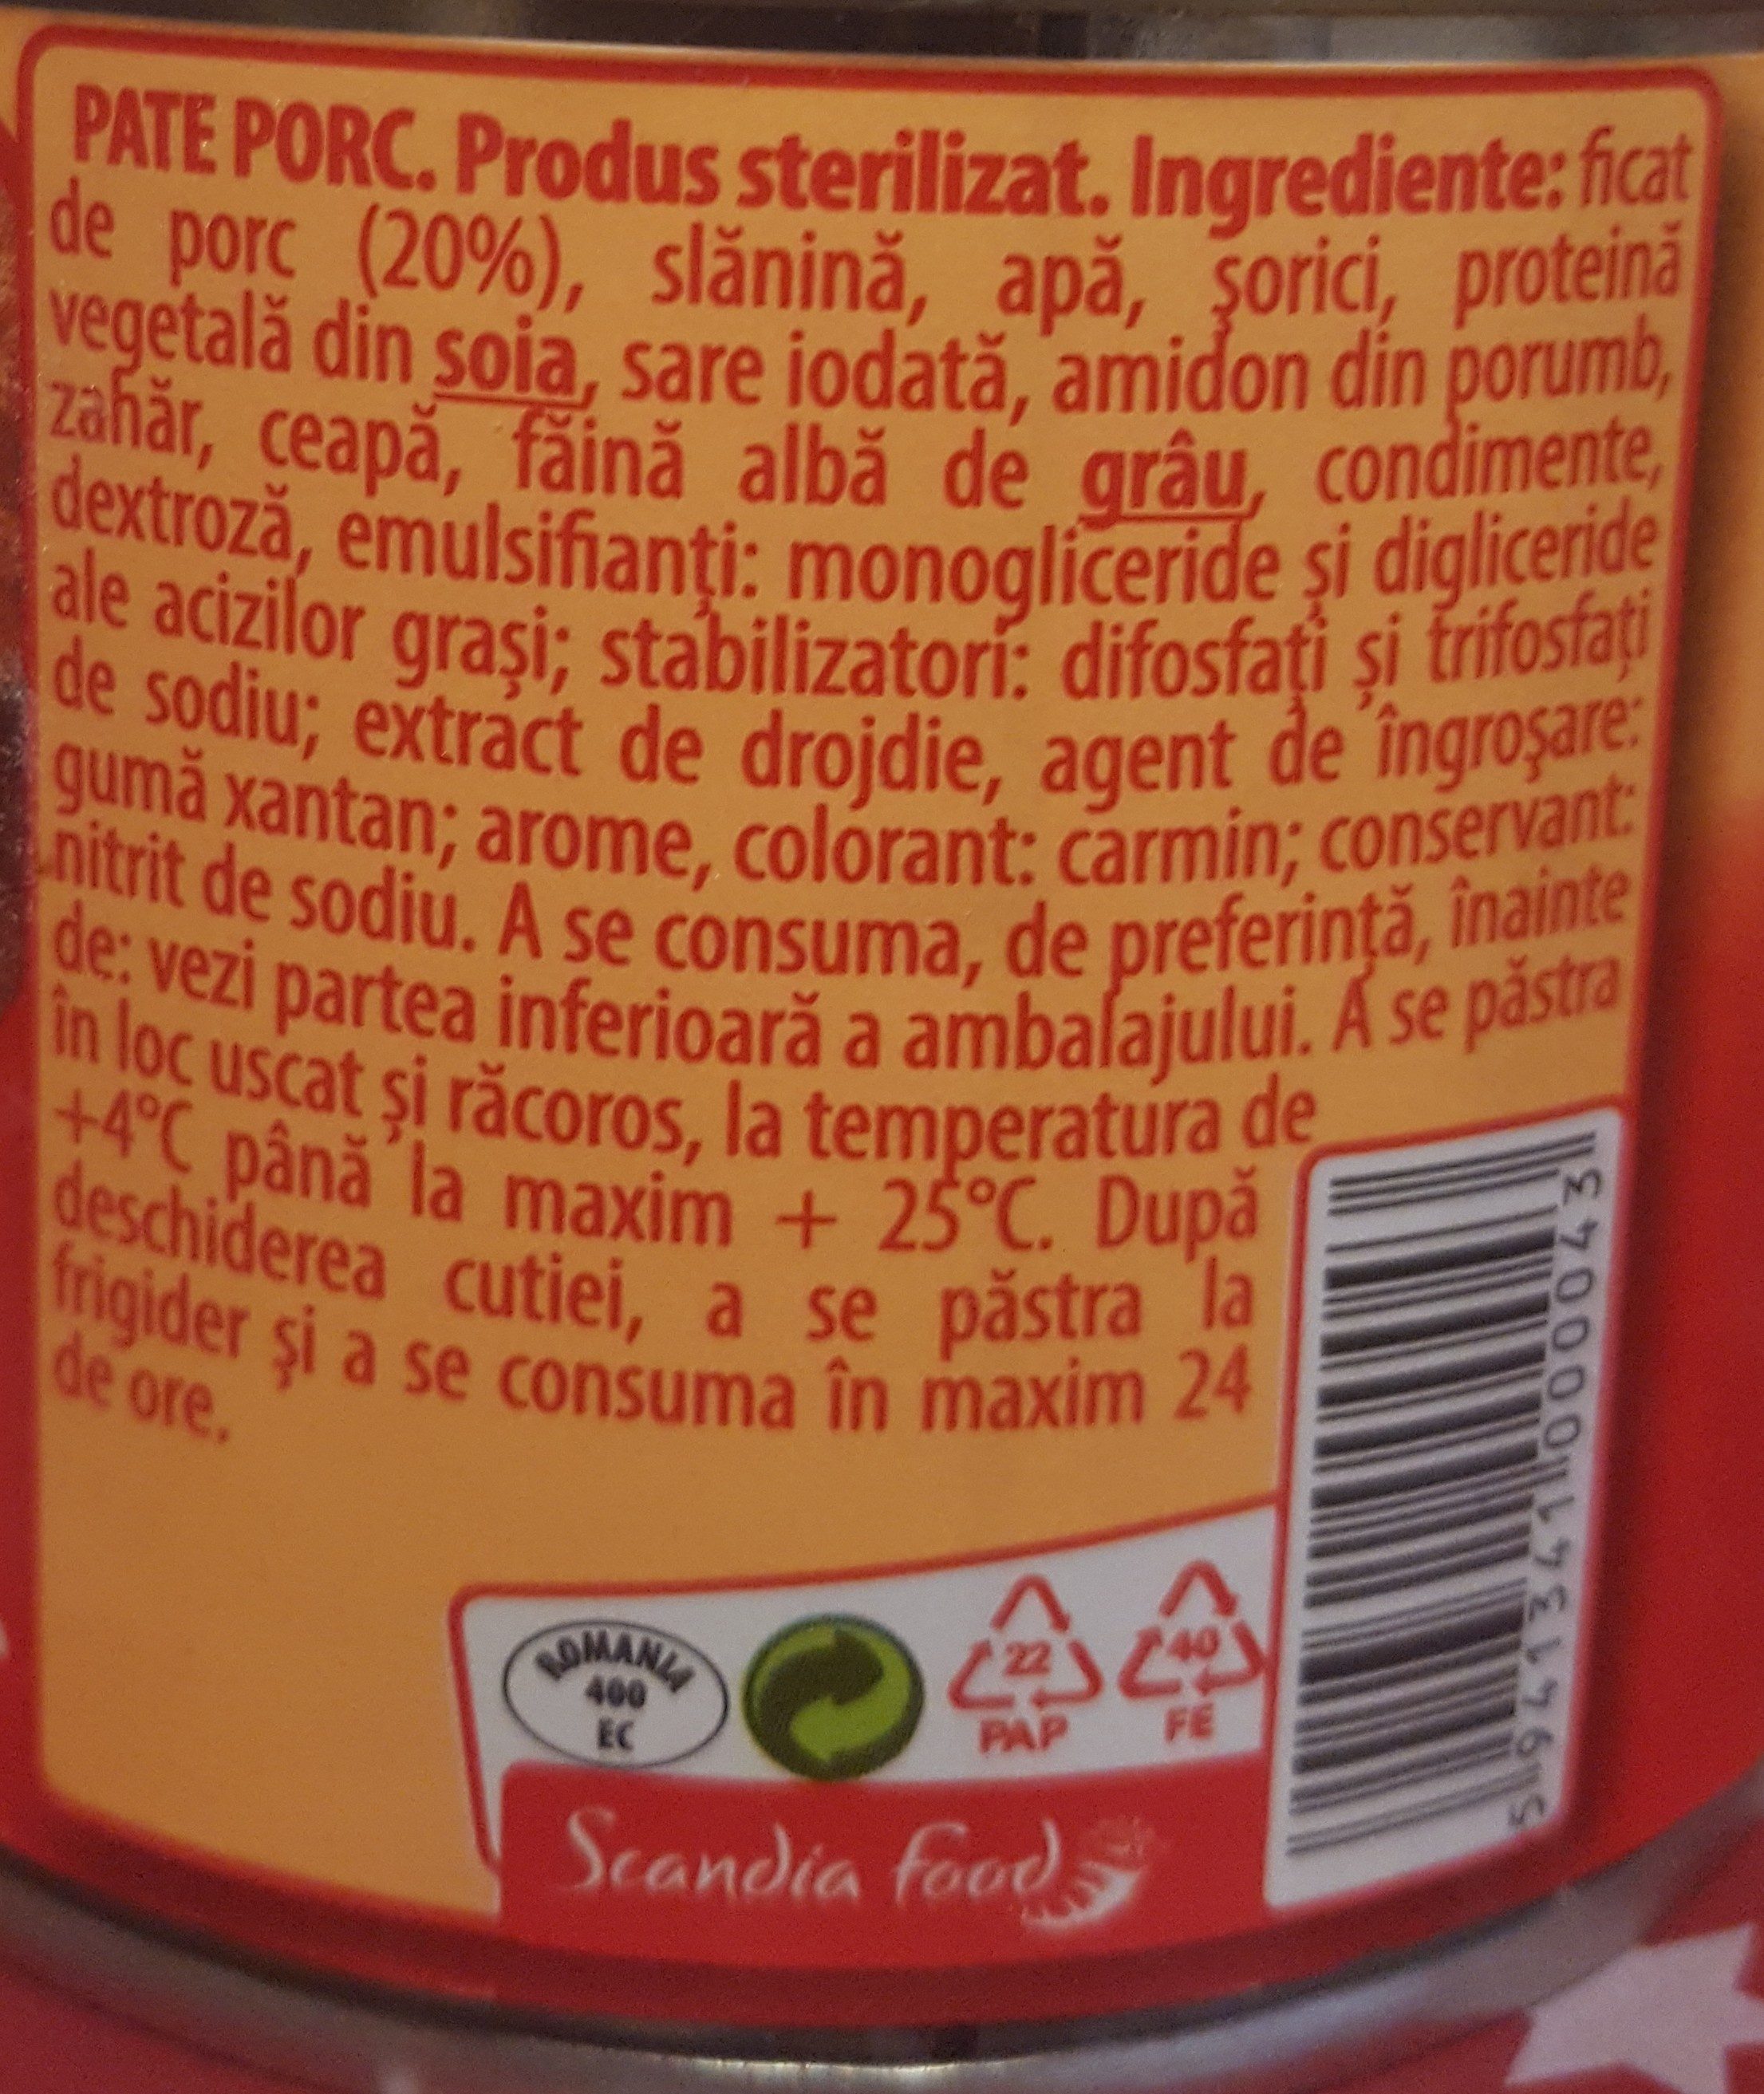 PATE PORC. Produs sterilizat. Ingrediente: ficat
de porc (20%), slănină, apă, șorici, proteină
vegetală din soia, sare iodată, amidon din porumb,
zahăr, ceapă, făină albă de grâu, condimente,
dextroză, emulsifianți: monogliceride și digliceride
ale acizilor grași; stabilizatori: difosfați și trifosfați
de sodiu; extract de drojdie, agent de îngroșare:
gumă xantan; arome, colorant: carmin; conservant:
nitrit de sodiu. A se consuma, de preferință, înainte
de: vezi partea inferioară a ambalajului. A se păstra
în loc uscat și răcoros, la temperatura de
+4°C până la maxim + 25°C. După
deschiderea cutiei, a se păstra la
frigider și a se consuma în maxim 24
de ore.
5941341000043
ROMANIA
400
EC
22
PAP
40
FE
Scandia food